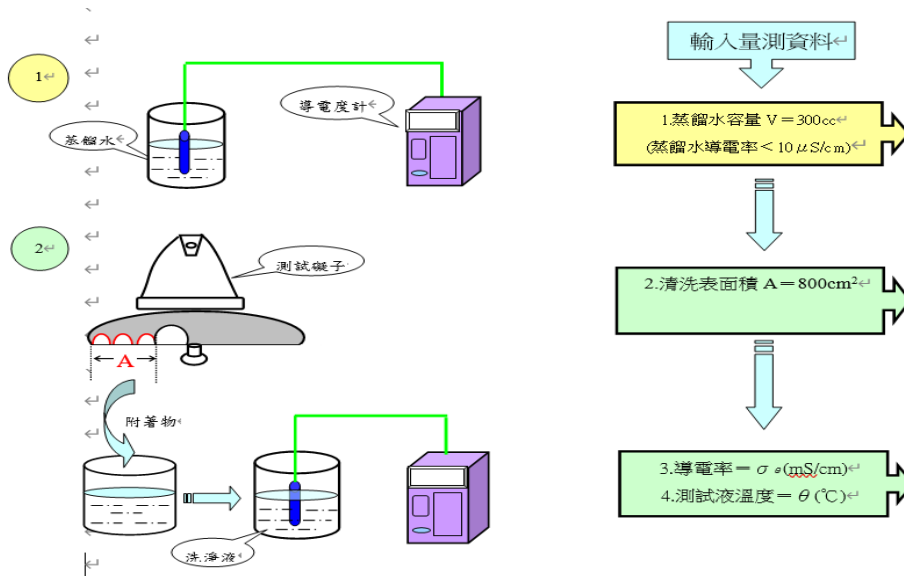 1
蒸餾水
導電度計
2
測試礙子
A
附著物
洗淨液
輸入量測資料
1.蒸餾水容量 V＝300cc
(蒸餾水導電率＜10μS/cm)
2.清洗表面積 A＝800cm²
3.導電率＝σθ(mS/cm)
4.測試液溫度＝θ(℃)